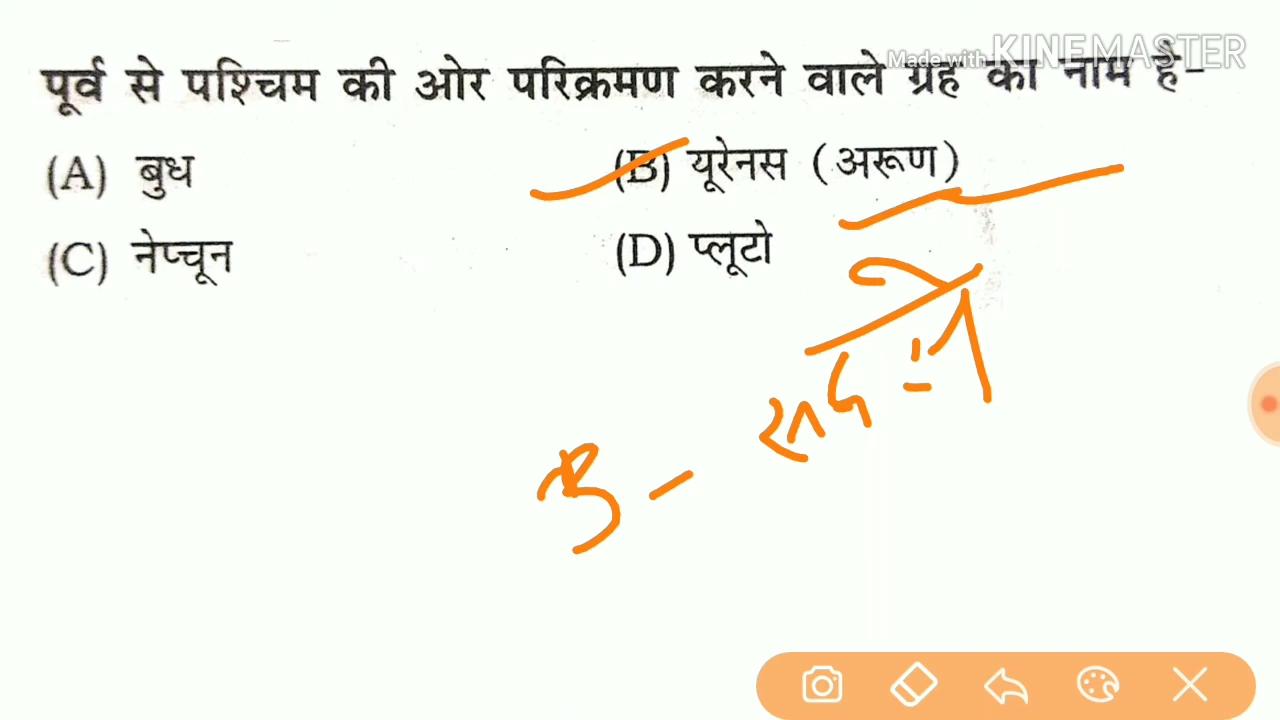 Made with KINEMASTER
पूर्व से पश्चिम की ओर परिक्रमण करने वाले ग्रह का नाम है-
(A) बुध (B) यूरेनस (अरूण)
(C) नेप्चून (D) प्लूटो
B -